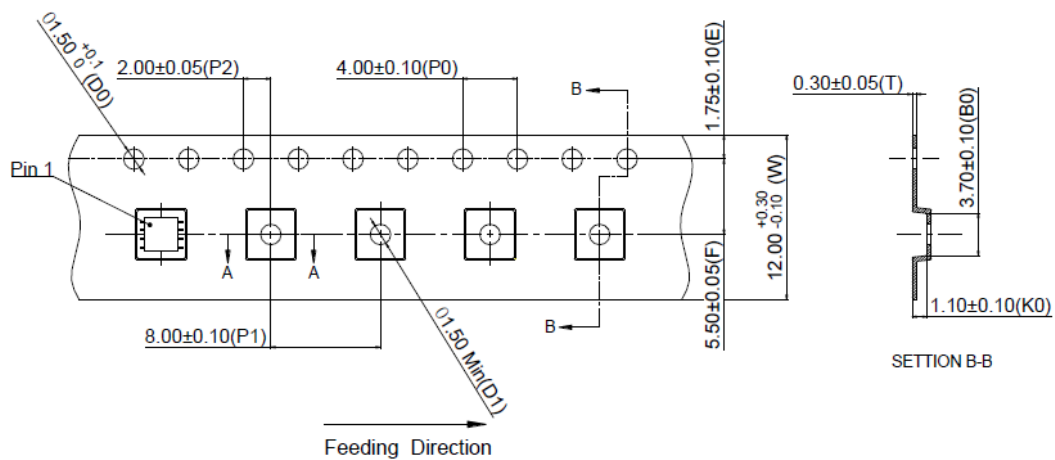 01.50 +0.1 0 (D0)
2.00±0.05(P2)
4.00±0.10(P0)
B
1.75±0.10(E)
0.30±0.05(T)
3.70±0.10(B0)
Pin 1
12.00 +0.30 -0.10 (W)
A
A
5.50±0.05(F)
B
1.10±0.10(K0)
8.00±0.10(P1)
01.50 Min(D1)
SETTION B-B
Feeding Direction